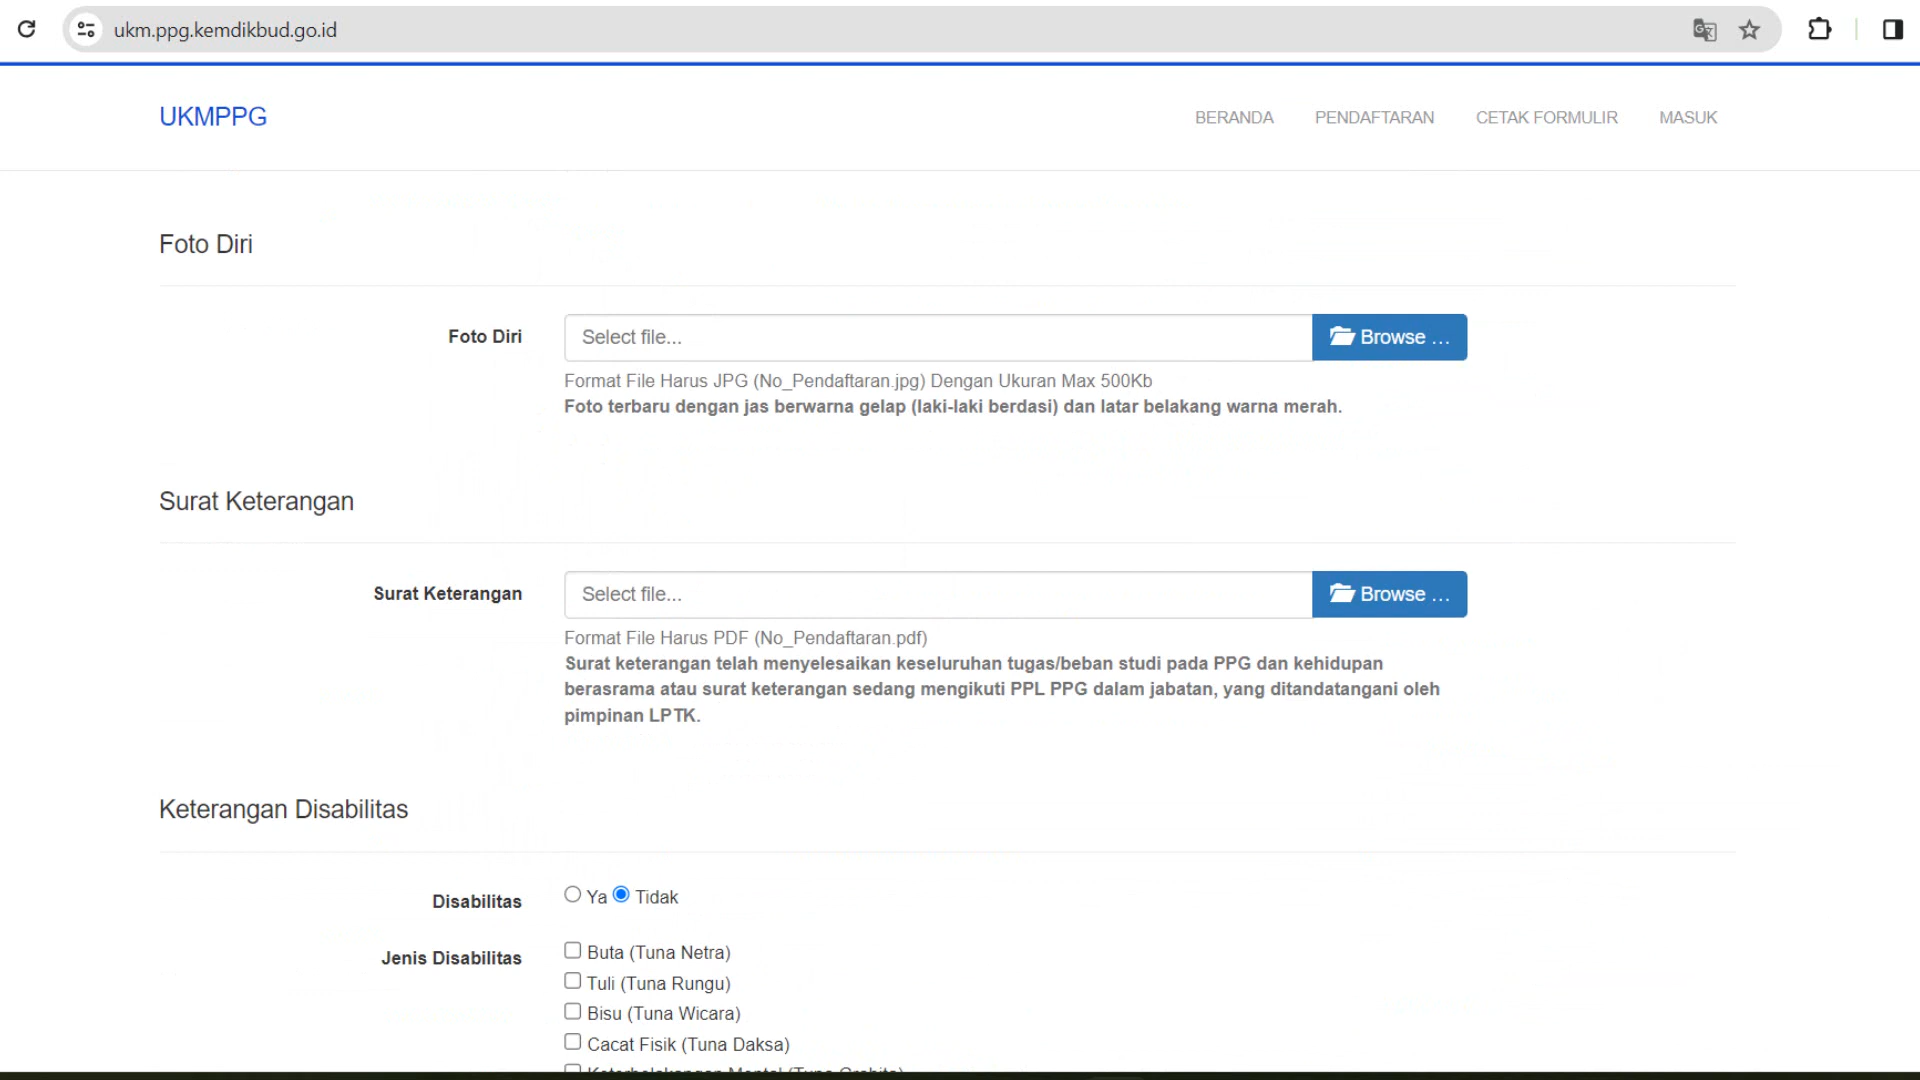 ukm.ppg.kemdikbud.go.id
UKMPPG
BERANDA PENDAFTARAN CETAK FORMULIR MASUK
Foto Diri
Foto Diri
Select file...
Browse ...
Format File Harus JPG (No_Pendaftaran.jpg) Dengan Ukuran Max 500Kb
Foto terbaru dengan jas berwarna gelap (laki-laki berdasi) dan latar belakang warna merah.
Surat Keterangan
Surat Keterangan
Select file...
Browse ...
Format File Harus PDF (No_Pendaftaran.pdf)
Surat keterangan telah menyelesaikan keseluruhan tugas/beban studi pada PPG dan kehidupan
berasrama atau surat keterangan sedang mengikuti PPL PPG dalam jabatan, yang ditandatangani oleh
pimpinan LPTK.
Keterangan Disabilitas
Disabilitas
Ya Tidak
Jenis Disabilitas
Buta (Tuna Netra)
Tuli (Tuna Rungu)
Bisu (Tuna Wicara)
Cacat Fisik (Tuna Daksa)